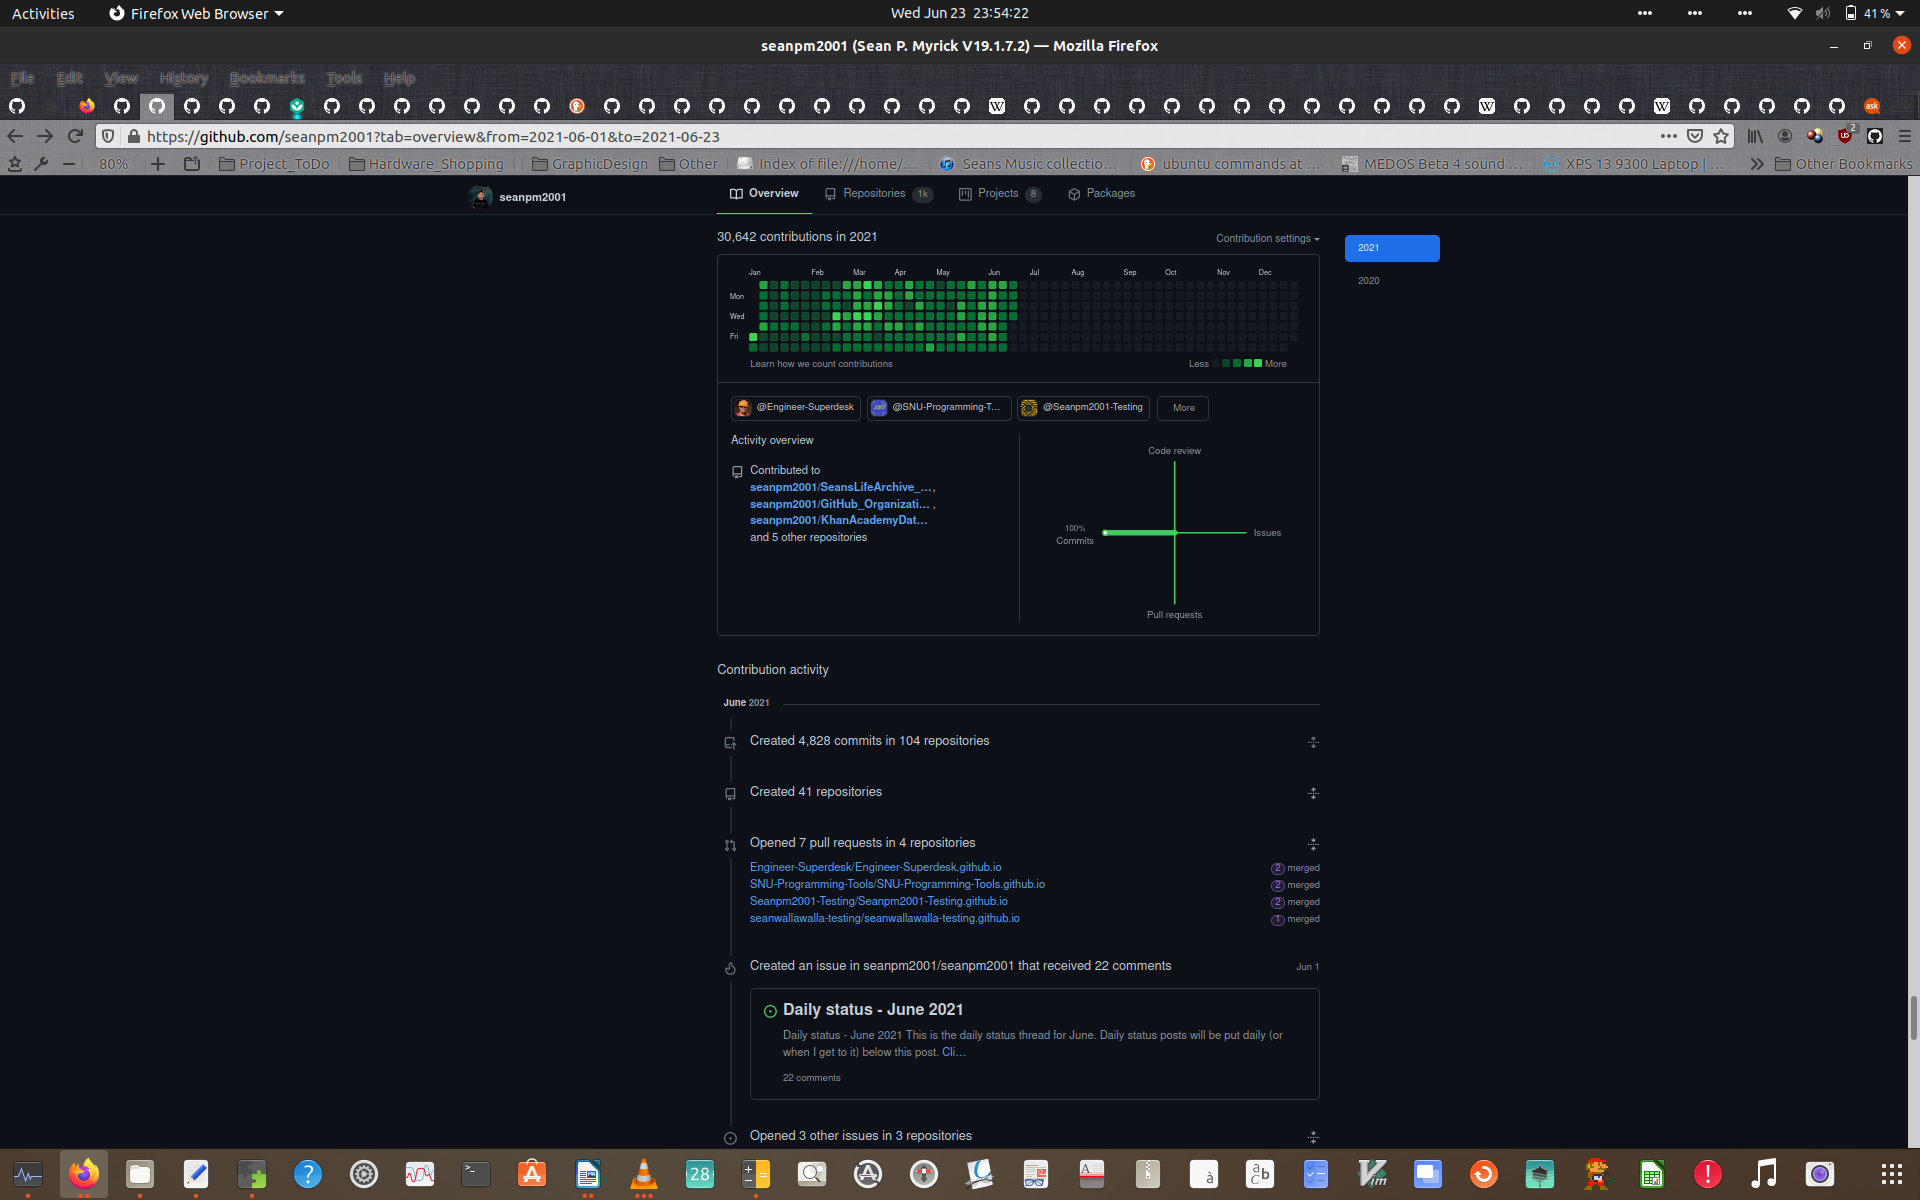 Activities Firefox Web Browser Wed Jun 23 23:54:22 41 %
seanpm2001 (Sean P. Myrick V19.1.7.2) — Mozilla Firefox
File Edit View History Bookmarks Tools Help
https://github.com/seanpm2001?tab=overview&from=2021-06-01&to=2021-06-23
80% Project_ToDo Hardware_Shopping GraphicDesign Other Index of file:///home/... Seans Music collectio... ubuntu commands at ... MEDOS Beta 4 sound ... XPS 13 9300 Laptop | ... Other Bookmarks
seanpm2001 Overview Repositories 1k Projects 8 Packages
30,642 contributions in 2021 Contribution settings
2021
2020
Jan Feb Mar Apr May Jun Jul Aug Sep Oct Nov Dec
Mon
Wed
Fri
Learn how we count contributions Less More
@Engineer-Superdesk @SNU-Programming-T... @Seanpm2001-Testing More
Activity overview
Contributed to
seanpm2001/SeansLifeArchive_... ,
seanpm2001/GitHub_Organizati... ,
seanpm2001/KhanAcademyDat...
and 5 other repositories
Code review
100%
Commits
Issues
Pull requests
Contribution activity
June 2021
Created 4,828 commits in 104 repositories
Created 41 repositories
Opened 7 pull requests in 4 repositories
Engineer-Superdesk/Engineer-Superdesk.github.io 2 merged
SNU-Programming-Tools/SNU-Programming-Tools.github.io 2 merged
Seanpm2001-Testing/Seanpm2001-Testing.github.io 2 merged
seanwallawalla-testing/seanwallawalla-testing.github.io 1 merged
Created an issue in seanpm2001/seanpm2001 that received 22 comments Jun 1
Daily status - June 2021
Daily status - June 2021 This is the daily status thread for June. Daily status posts will be put daily (or
when I get to it) below this post. Cli...
22 comments
Opened 3 other issues in 3 repositories
28